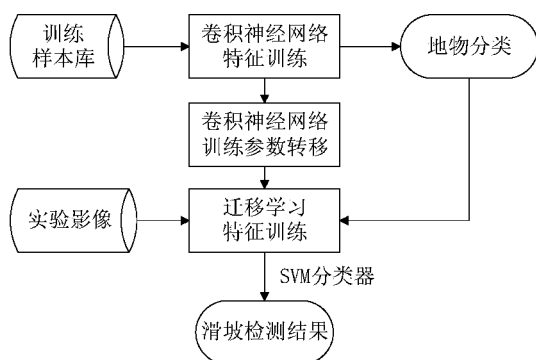 训练
样本库
卷积神经网络
特征训练
地物分类
卷积神经网络
训练参数转移
实验影像
迁移学习
特征训练
SVM分类器
滑坡检测结果